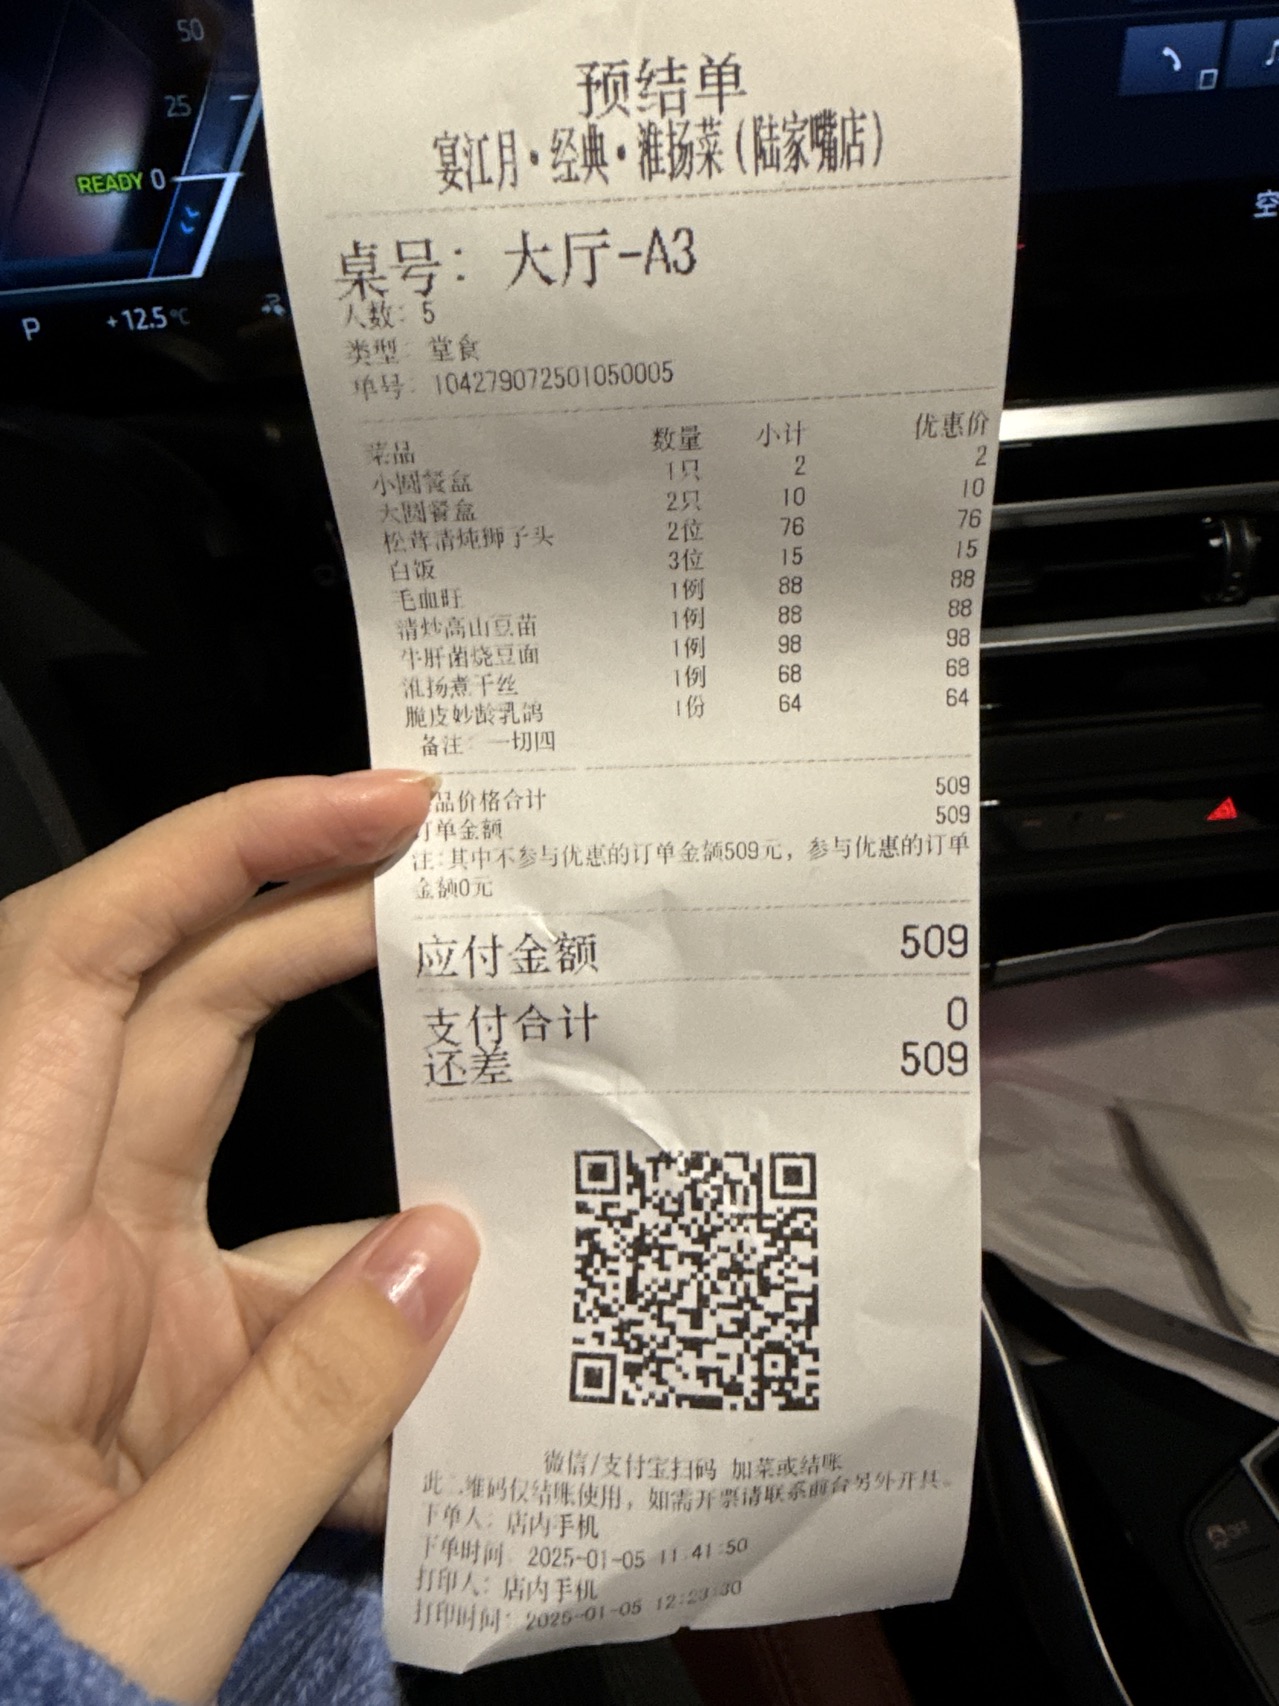 50
25
READY 0
P
+12.5°C
空
预结单
宴江月·经典·淮扬菜(陆家嘴店)
桌号: 大厅-A3
人数: 5
类型: 堂食
单号: 104279072501050005
菜品 数量 小计 优惠价
小圆餐盒 1只 2 2
大圆餐盒 2只 10 10
松茸清炖狮子头 2位 76 76
白饭 3位 15 15
毛血旺 1例 88 88
清炒高山豆苗 1例 88 88
牛肝菌烧豆面 1例 98 98
淮扬煮干丝 1例 68 68
脆皮妙龄乳鸽 1份 64 64
备注: 一切四
品价格合计 509
订单金额 509
注:其中不参与优惠的订单金额509元, 参与优惠的订单
金额0元
应付金额 509
支付合计 0
还差 509
微信/支付宝扫码 加菜或结账
此二维码仅结账使用, 如需开票请联系前台另外开具。
下单人: 店内手机
下单时间: 2025-01-05 11:41:50
打印人: 店内手机
打印时间: 2025-01-05 12:23:30
OFF